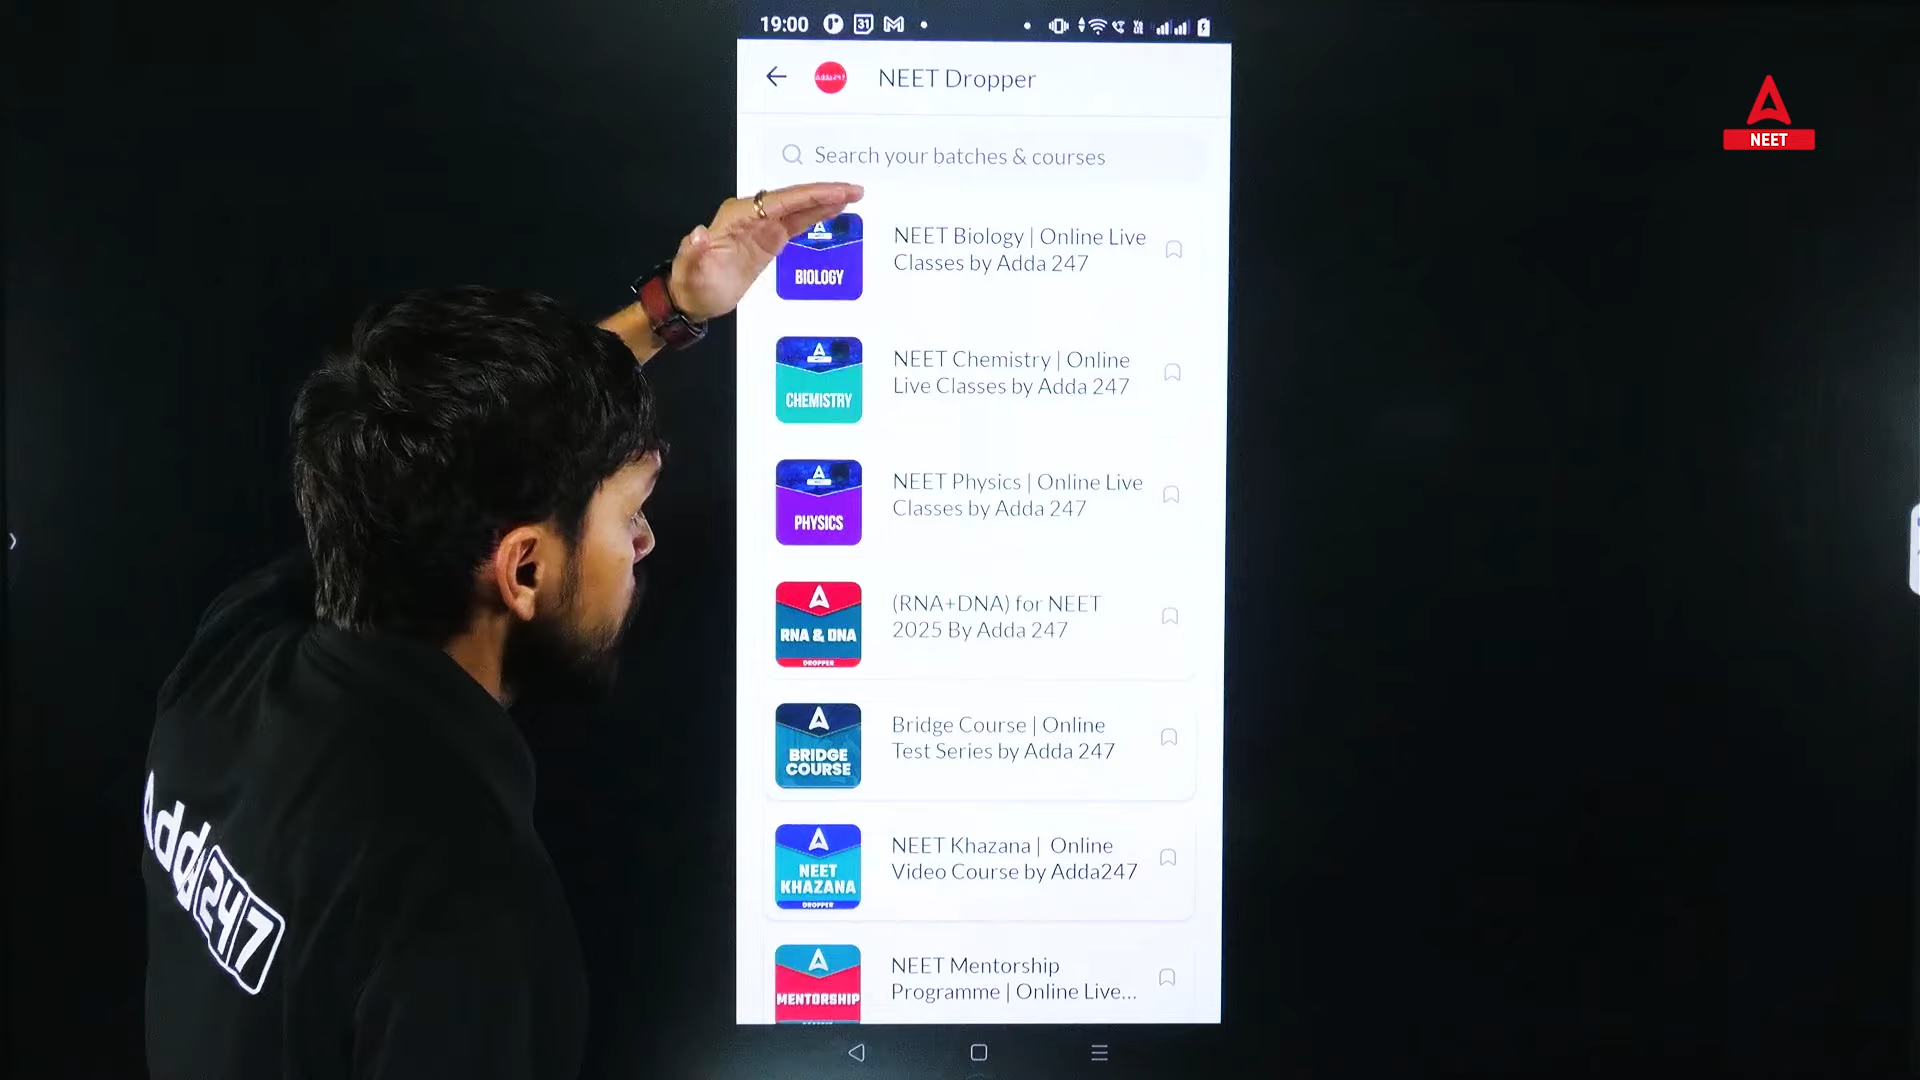 19:00
31
Adda247
NEET Dropper
NEET
Search your batches & courses
BIOLOGY
NEET Biology | Online Live
Classes by Adda 247
CHEMISTRY
NEET Chemistry | Online
Live Classes by Adda 247
PHYSICS
NEET Physics | Online Live
Classes by Adda 247
RNA & DNA
DROPPER
(RNA+DNA) for NEET
2025 By Adda 247
BRIDGE
COURSE
Bridge Course | Online
Test Series by Adda 247
NEET
KHAZANA
DROPPER
NEET Khazana | Online
Video Course by Adda247
MENTORSHIP
NEET Mentorship
Programme | Online Live...
Adda247